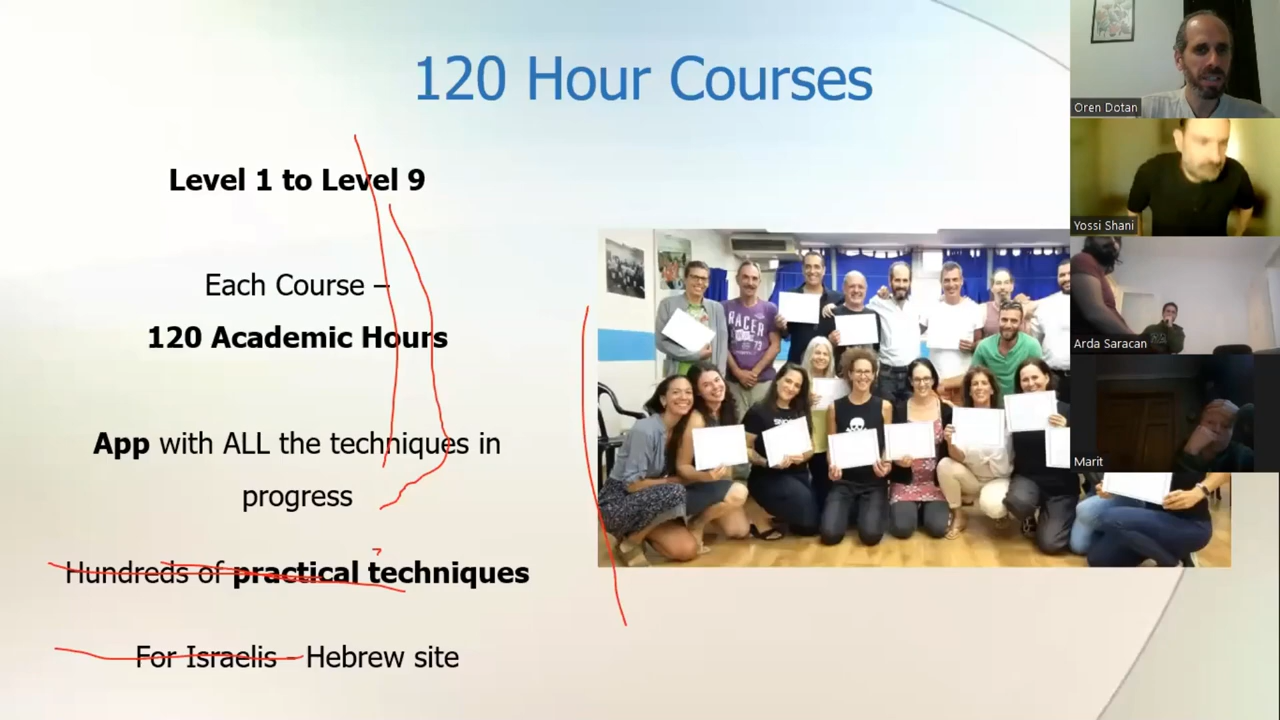 120 Hour Courses
Level 1 to Level 9
Each Course –
120 Academic Hours
App with ALL the techniques in
progress
Hundreds of practical techniques
For Israelis - Hebrew site
Oren Dotan
Yossi Shani
Arda Saracan
Marit
RACER
73